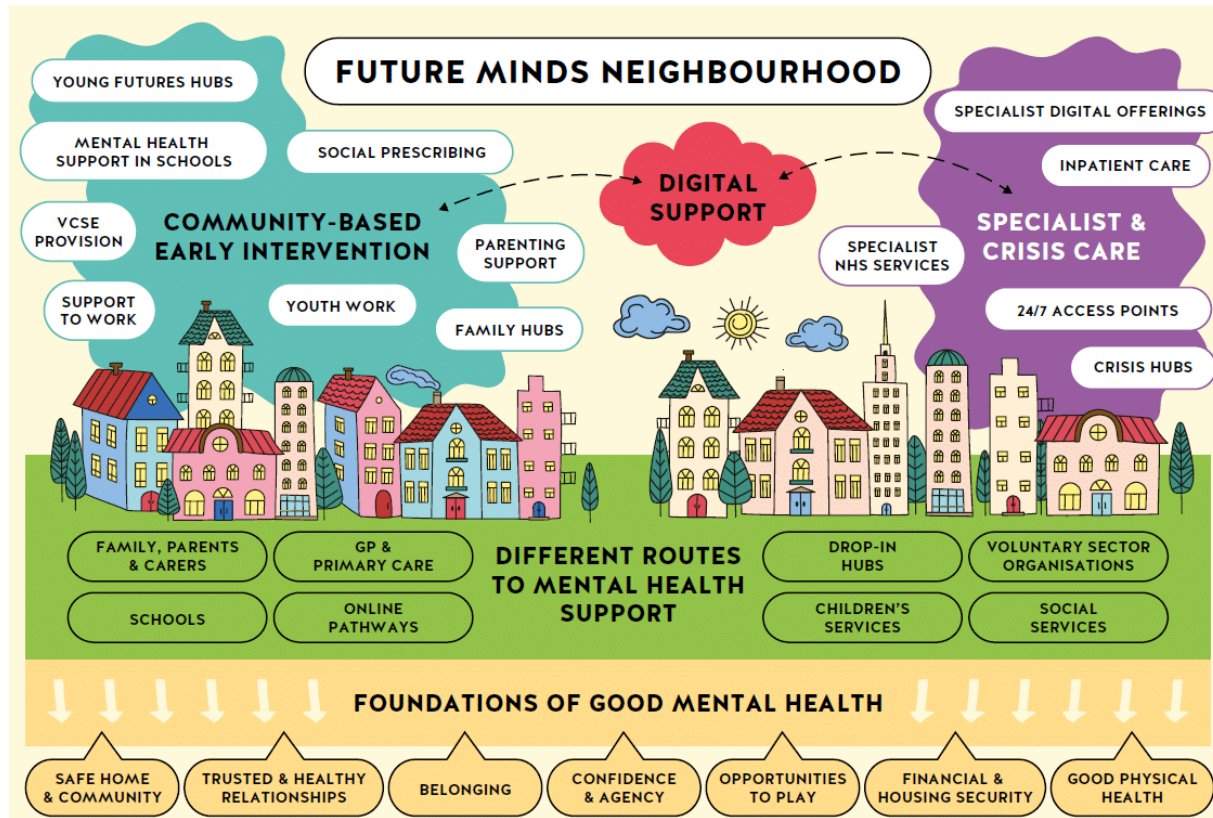 FUTURE MINDS NEIGHBOURHOOD
YOUNG FUTURES HUBS
MENTAL HEALTH
SUPPORT IN SCHOOLS
SOCIAL PRESCRIBING
VCSE
PROVISION
COMMUNITY-BASED
EARLY INTERVENTION
PARENTING
SUPPORT
SUPPORT
TO WORK
YOUTH WORK
FAMILY HUBS
DIGITAL
SUPPORT
SPECIALIST DIGITAL OFFERINGS
INPATIENT CARE
SPECIALIST &
CRISIS CARE
SPECIALIST
NHS SERVICES
24/7 ACCESS POINTS
CRISIS HUBS
FAMILY, PARENTS
& CARERS
GP &
PRIMARY CARE
SCHOOLS
ONLINE
PATHWAYS
DIFFERENT ROUTES
TO MENTAL HEALTH
SUPPORT
DROP-IN
HUBS
VOLUNTARY SECTOR
ORGANISATIONS
CHILDREN'S
SERVICES
SOCIAL
SERVICES
FOUNDATIONS OF GOOD MENTAL HEALTH
SAFE HOME
& COMMUNITY
TRUSTED & HEALTHY
RELATIONSHIPS
BELONGING
CONFIDENCE
& AGENCY
OPPORTUNITIES
TO PLAY
FINANCIAL &
HOUSING SECURITY
GOOD PHYSICAL
HEALTH